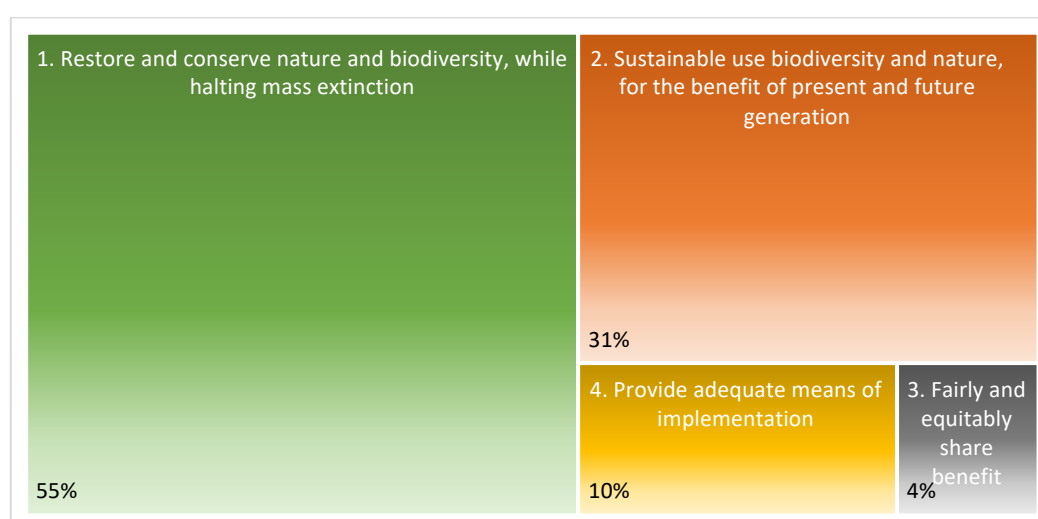 1. Restore and conserve nature and biodiversity, while
halting mass extinction
55%
2. Sustainable use biodiversity and nature,
for the benefit of present and future
generation
31%
4. Provide adequate means of
implementation
10%
3. Fairly and
equitably
share
benefit
4%